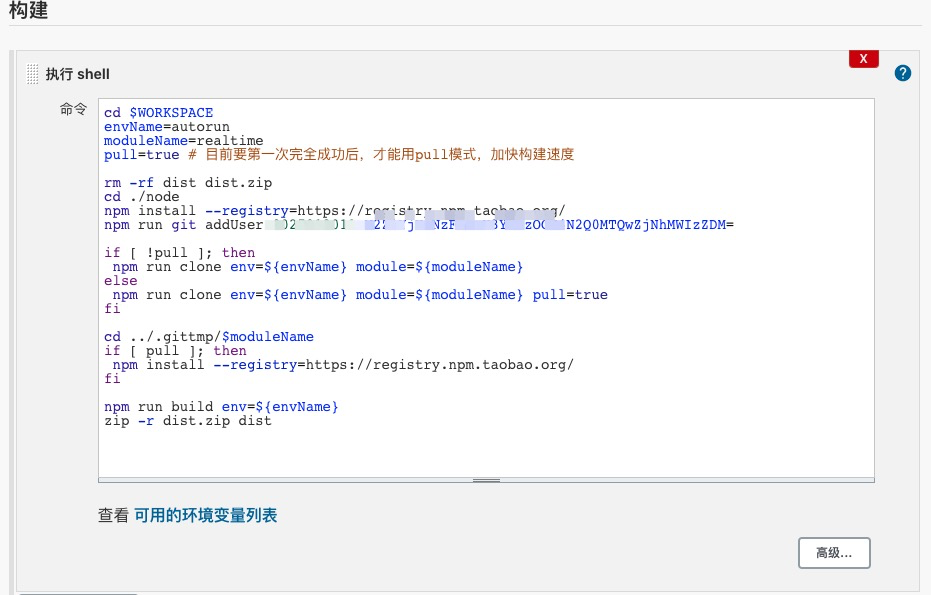 构建
X
执行 shell
?
命令
cd $WORKSPACE
envName=autorun
moduleName=realtime
pull=true # 目前要第一次完全成功后，才能用pull模式，加快构建速度
rm -rf dist dist.zip
cd ./node
npm install --registry=https://registry.npm.taobao.org/
npm run git addUser N2Q0MTQwZjNhMWIzZDM=
if [ !pull ]; then
npm run clone env=${envName} module=${moduleName}
else
npm run clone env=${envName} module=${moduleName} pull=true
fi
cd ../.gittmp/$moduleName
if [ pull ]; then
npm install --registry=https://registry.npm.taobao.org/
fi
npm run build env=${envName}
zip -r dist.zip dist
查看 可用的环境变量列表
高级...